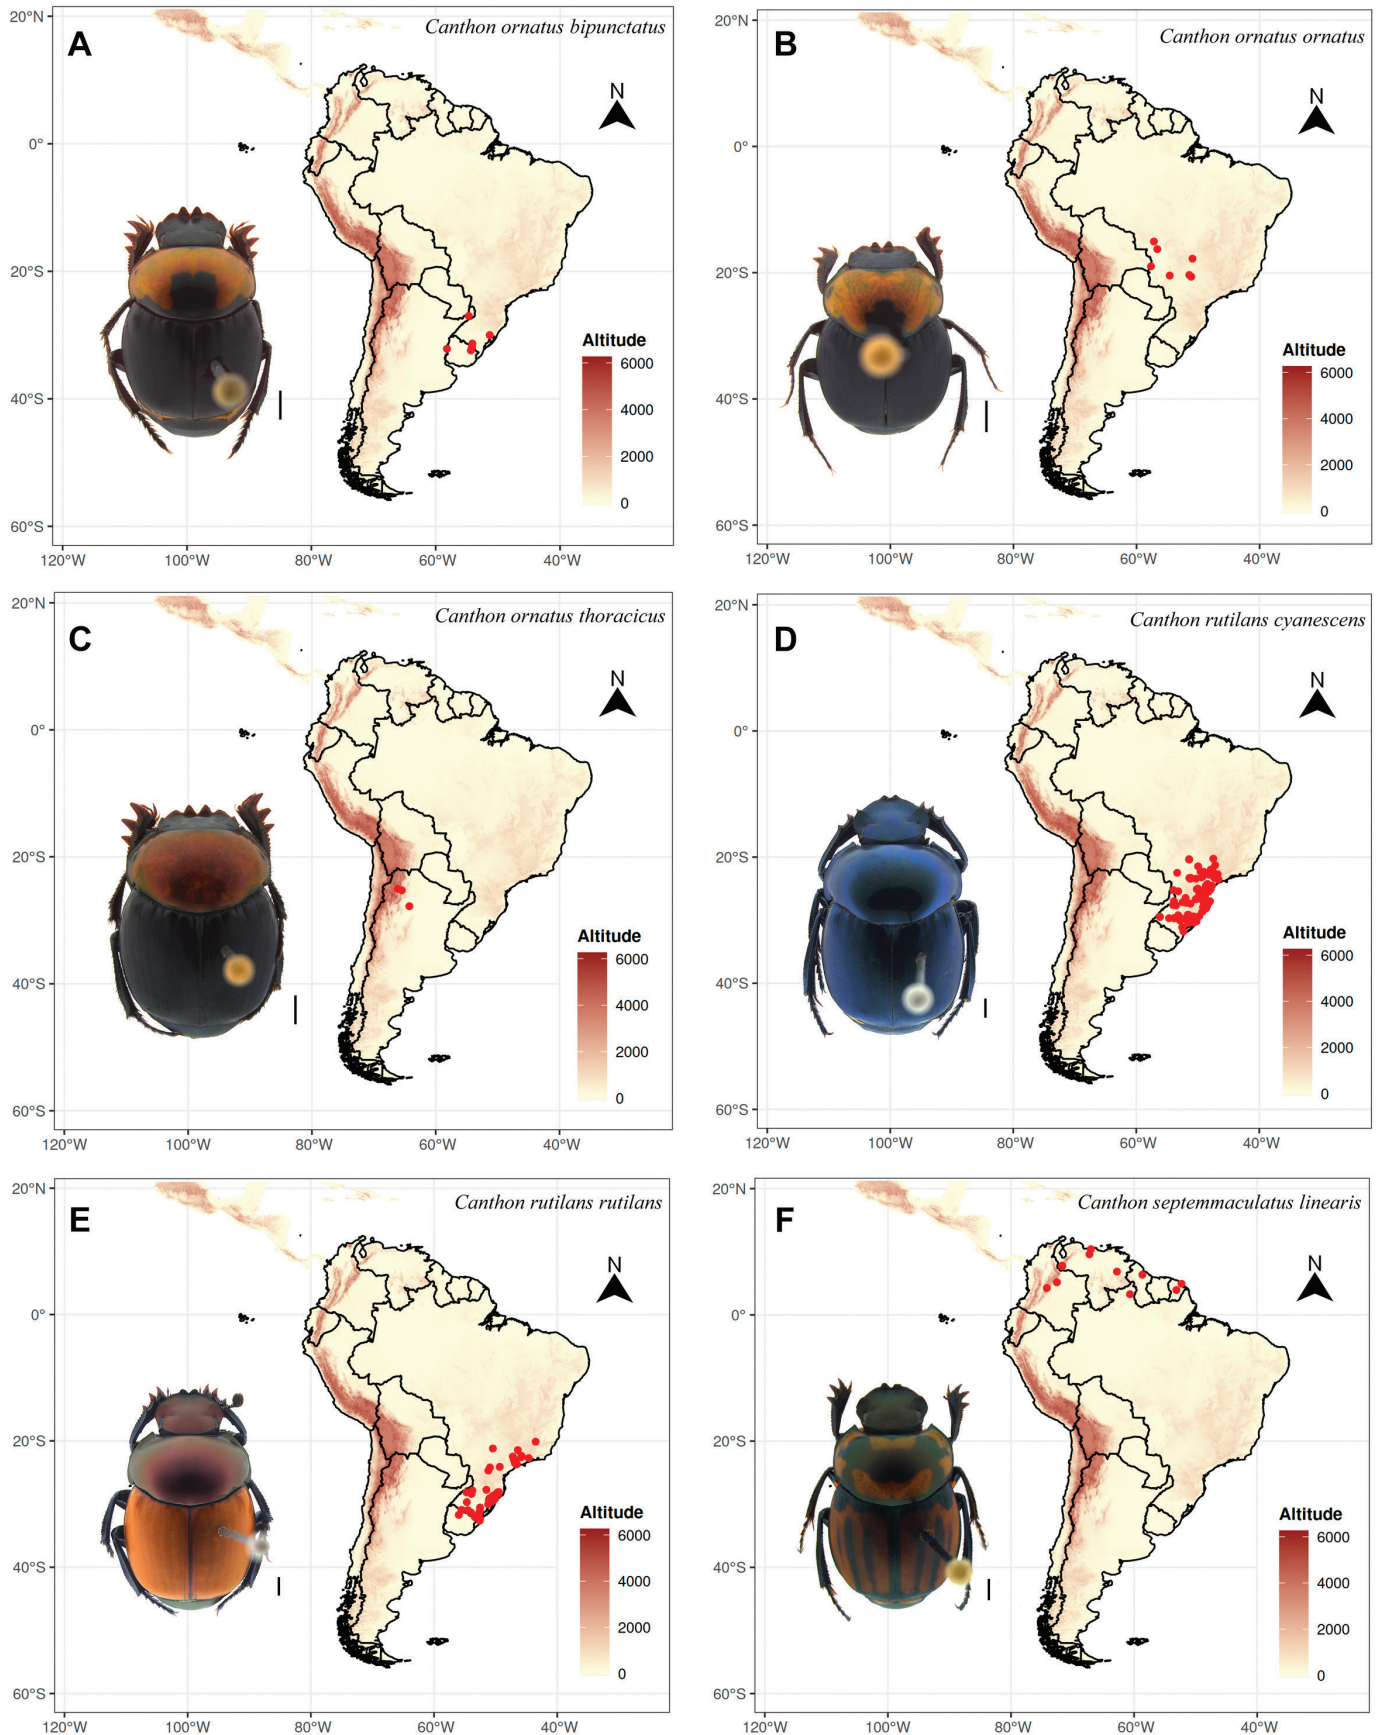 A
Canthon ornatus bipunctatus
20°N
0°
20°S
40°S
60°S
N
Altitude
6000
4000
2000
0
120°W 100°W 80°W 60°W 40°W
B
Canthon ornatus ornatus
20°N
0°
20°S
40°S
60°S
N
Altitude
6000
4000
2000
0
120°W 100°W 80°W 60°W 40°W
C
Canthon ornatus thoracicus
20°N
0°
20°S
40°S
60°S
N
Altitude
6000
4000
2000
0
120°W 100°W 80°W 60°W 40°W
D
Canthon rutilans cyanescens
20°N
0°
20°S
40°S
60°S
N
Altitude
6000
4000
2000
0
120°W 100°W 80°W 60°W 40°W
E
Canthon rutilans rutilans
20°N
0°
20°S
40°S
60°S
N
Altitude
6000
4000
2000
0
120°W 100°W 80°W 60°W 40°W
F
Canthon septemmaculatus linearis
20°N
0°
20°S
40°S
60°S
N
Altitude
6000
4000
2000
0
120°W 100°W 80°W 60°W 40°W